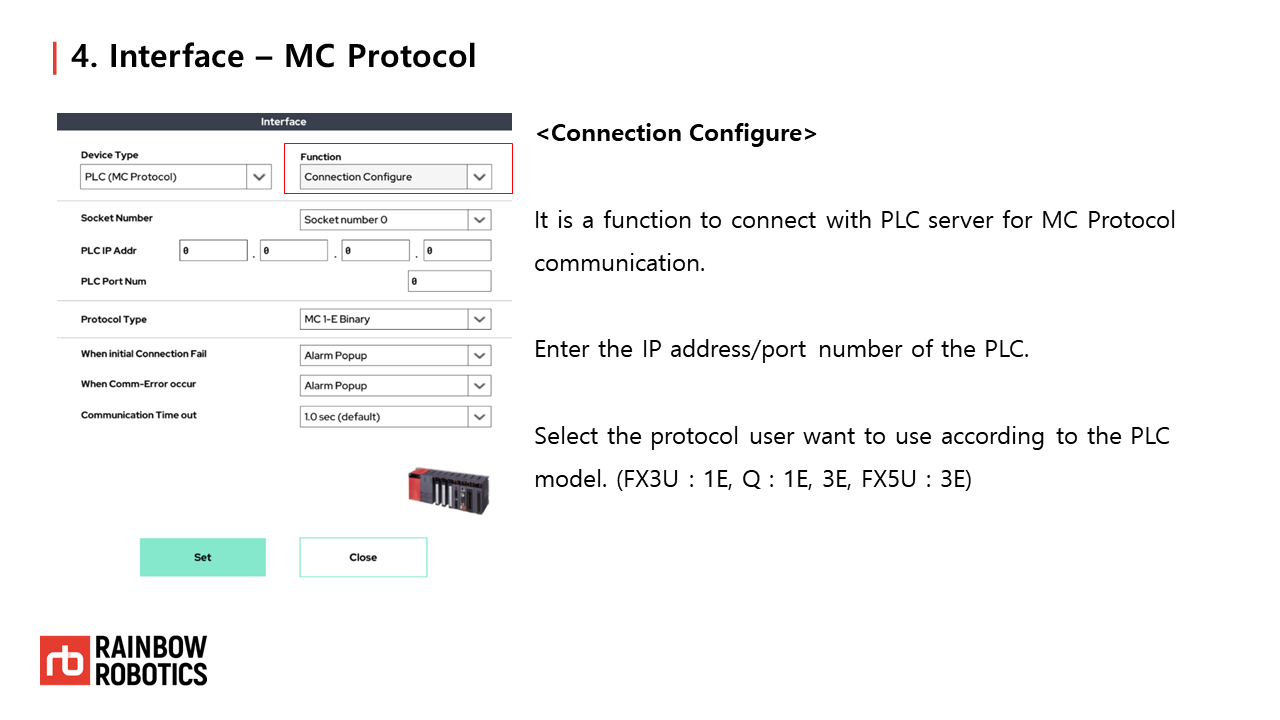 4. Interface – MC Protocol
Interface
Device Type
Function
PLC (MC Protocol)
Connection Configure
Socket Number
Socket number 0
PLC IP Addr
0 . 0 . 0 . 0
PLC Port Num
0
Protocol Type
MC 1-E Binary
When initial Connection Fail
Alarm Popup
When Comm-Error occur
Alarm Popup
Communication Time out
1.0 sec (default)
Set
Close
<Connection Configure>
It is a function to connect with PLC server for MC Protocol
communication.
Enter the IP address/port number of the PLC.
Select the protocol user want to use according to the PLC
model. (FX3U : 1E, Q : 1E, 3E, FX5U : 3E)
rb
RAINBOW
ROBOTICS